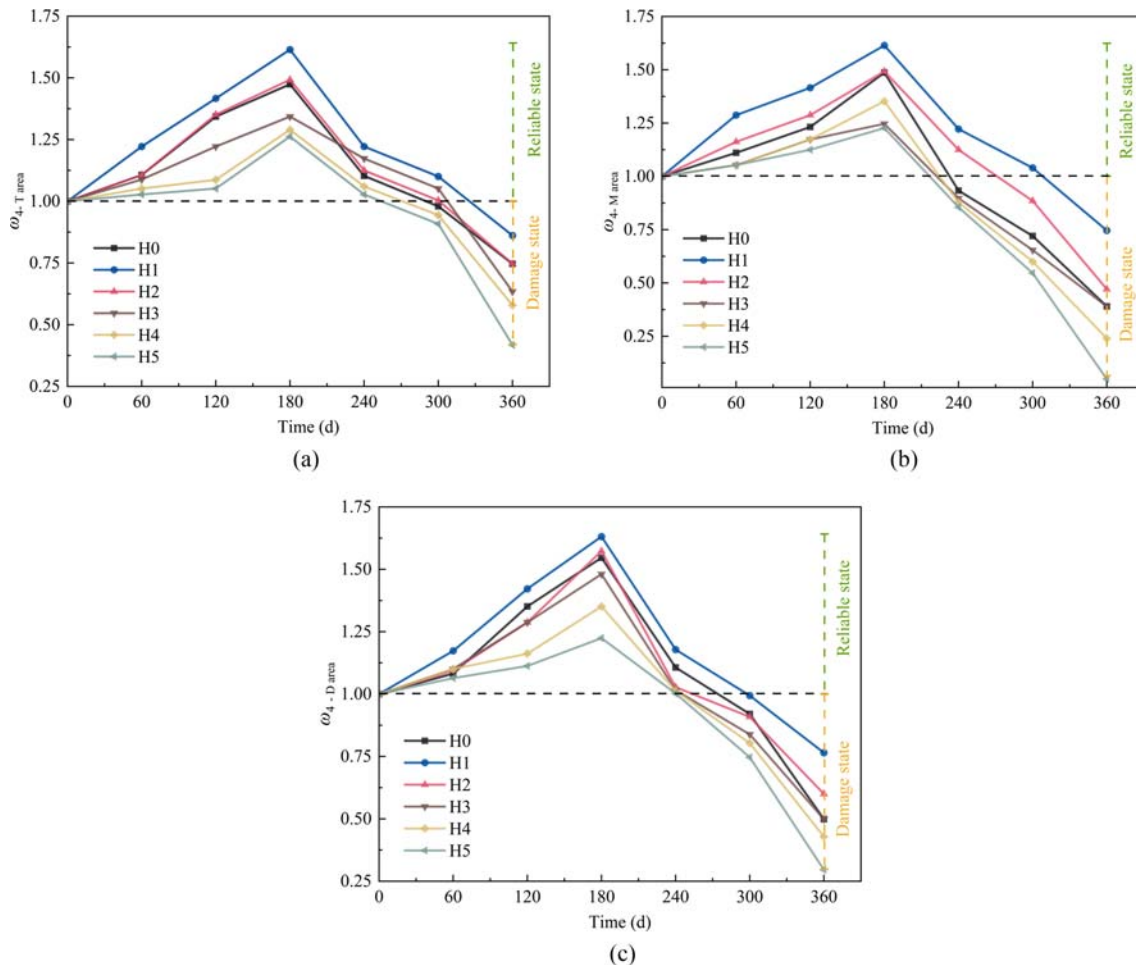 1.75
1.50
1.25
1.00
0.75
0.50
0.25
ω4- T area
Reliable state
Damage state
H0
H1
H2
H3
H4
H5
0 60 120 180 240 300 360
Time (d)
(a)
1.75
1.50
1.25
1.00
0.75
0.50
0.25
ω4. M area
Reliable state
Damage state
H0
H1
H2
H3
H4
H5
0 60 120 180 240 300 360
Time (d)
(b)
1.75
1.50
1.25
1.00
0.75
0.50
0.25
ω4 - D area
Reliable state
Damage state
H0
H1
H2
H3
H4
H5
0 60 120 180 240 300 360
Time (d)
(c)